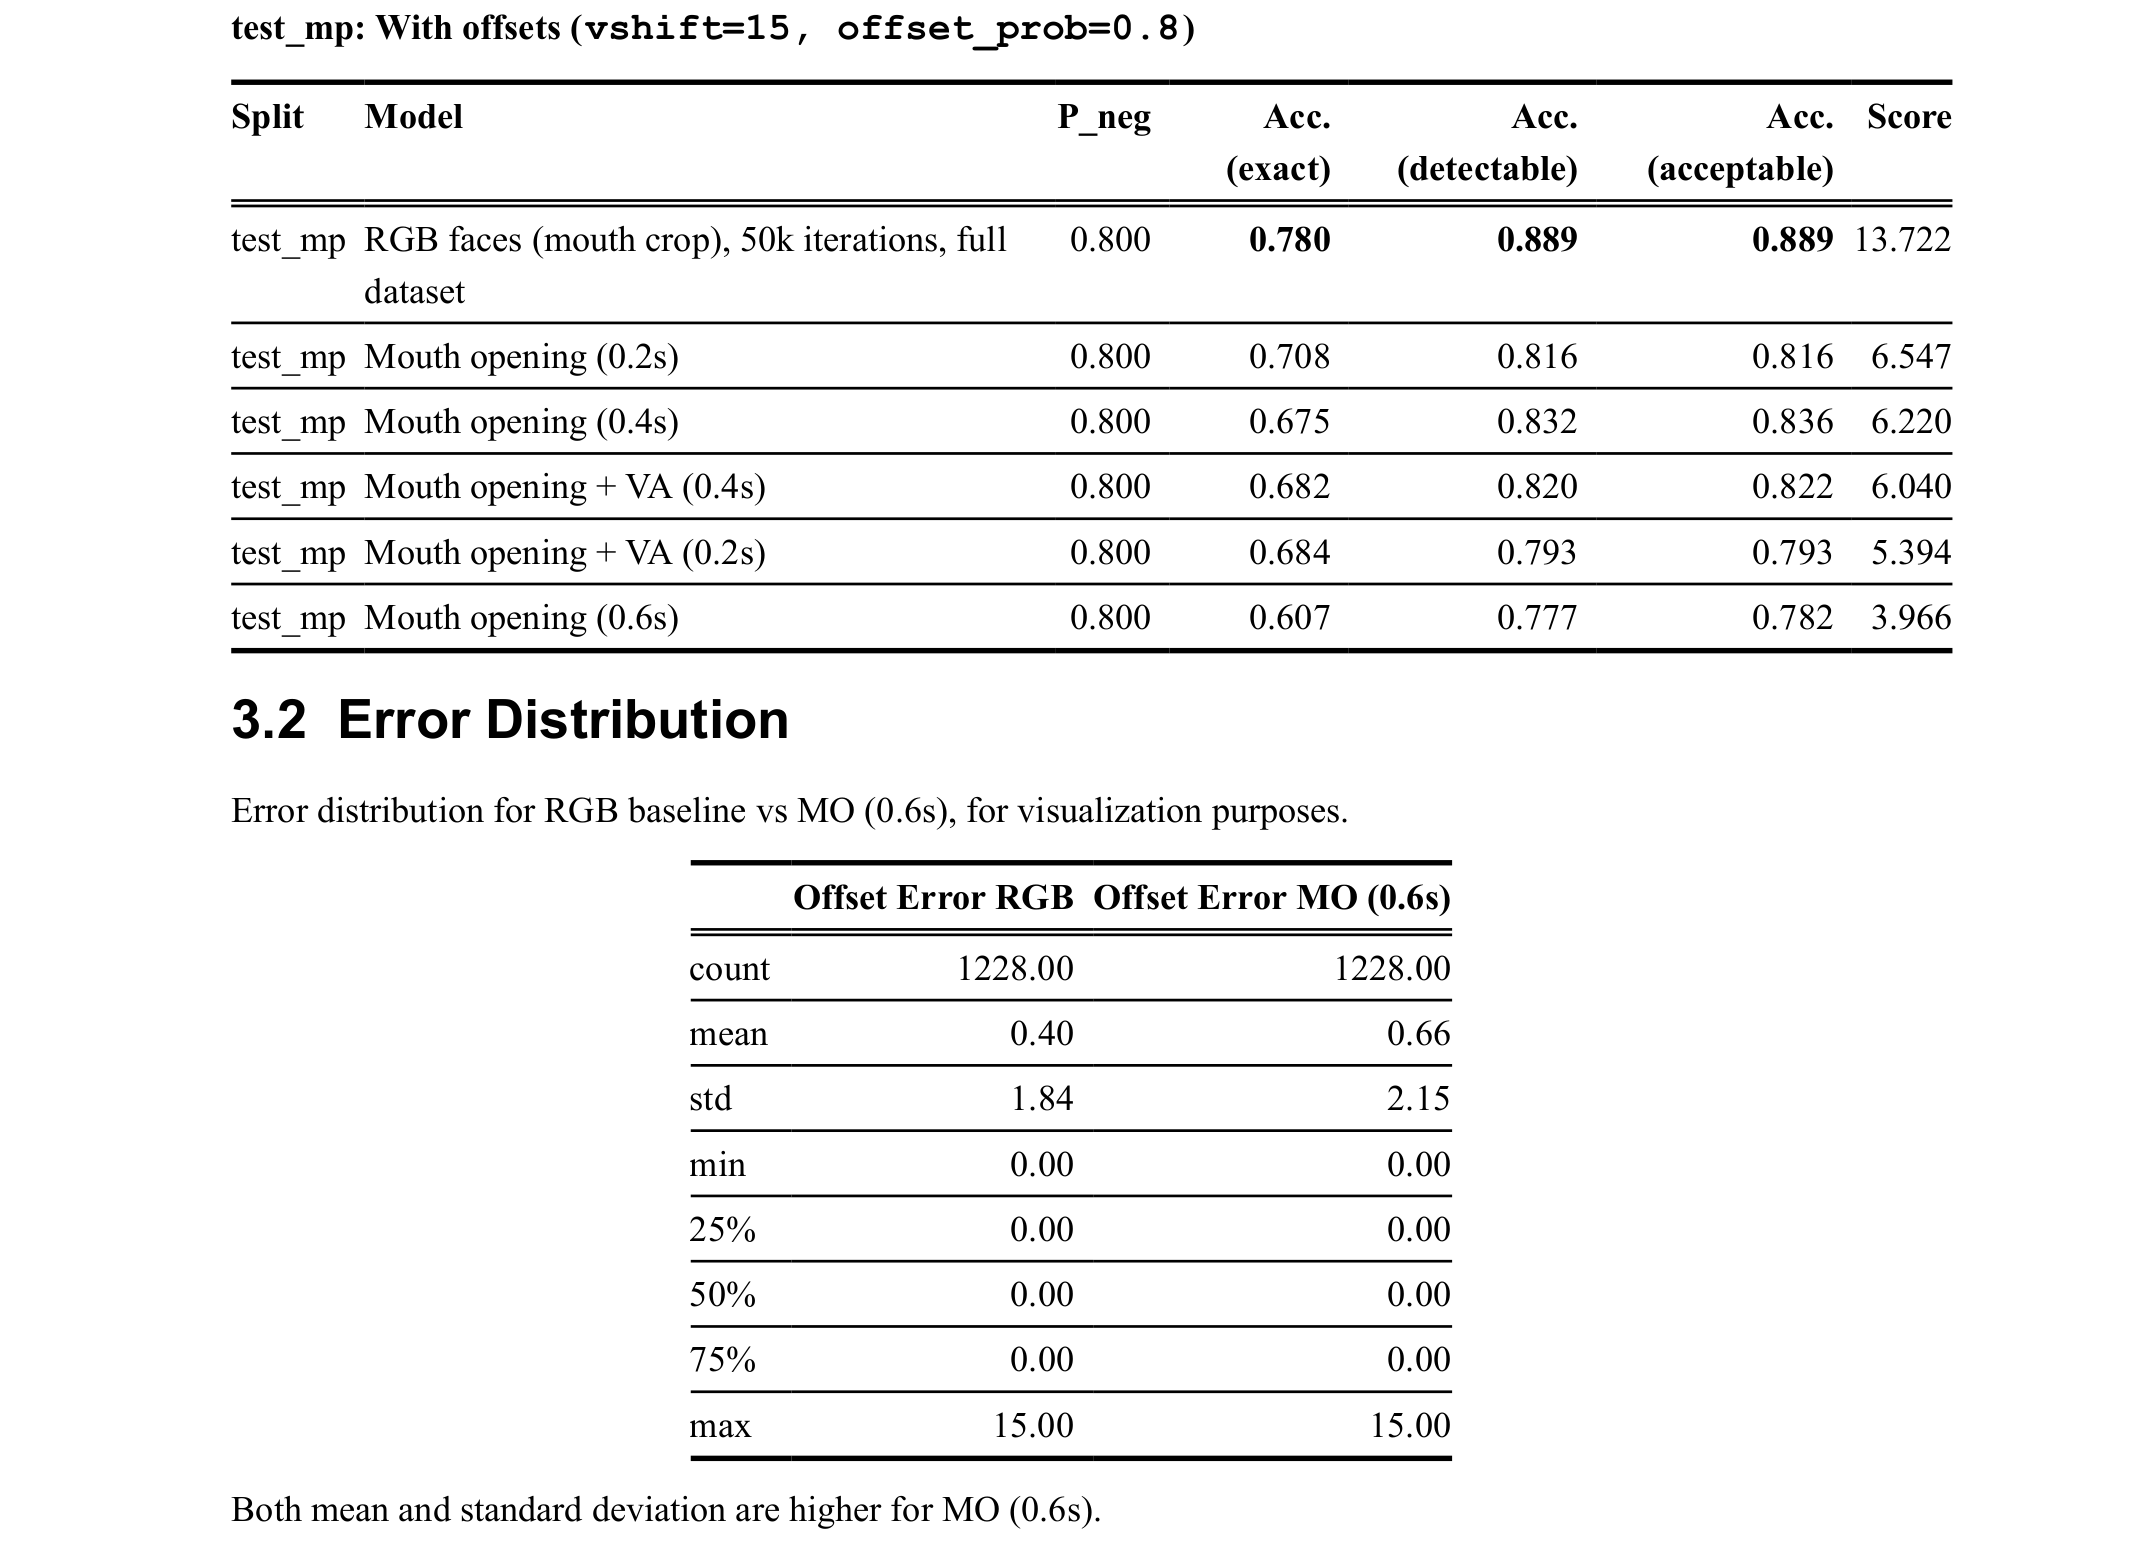 test_mp: With offsets (vshift=15, offset_prob=0.8)
Split Model P_neg Acc. Acc. Acc. Score
(exact) (detectable) (acceptable)
test_mp RGB faces (mouth crop), 50k iterations, full 0.800 0.780 0.889 0.889 13.722
dataset
test_mp Mouth opening (0.2s) 0.800 0.708 0.816 0.816 6.547
test_mp Mouth opening (0.4s) 0.800 0.675 0.832 0.836 6.220
test_mp Mouth opening + VA (0.4s) 0.800 0.682 0.820 0.822 6.040
test_mp Mouth opening + VA (0.2s) 0.800 0.684 0.793 0.793 5.394
test_mp Mouth opening (0.6s) 0.800 0.607 0.777 0.782 3.966
3.2 Error Distribution
Error distribution for RGB baseline vs MO (0.6s), for visualization purposes.
Offset Error RGB Offset Error MO (0.6s)
count 1228.00 1228.00
mean 0.40 0.66
std 1.84 2.15
min 0.00 0.00
25% 0.00 0.00
50% 0.00 0.00
75% 0.00 0.00
max 15.00 15.00
Both mean and standard deviation are higher for MO (0.6s).